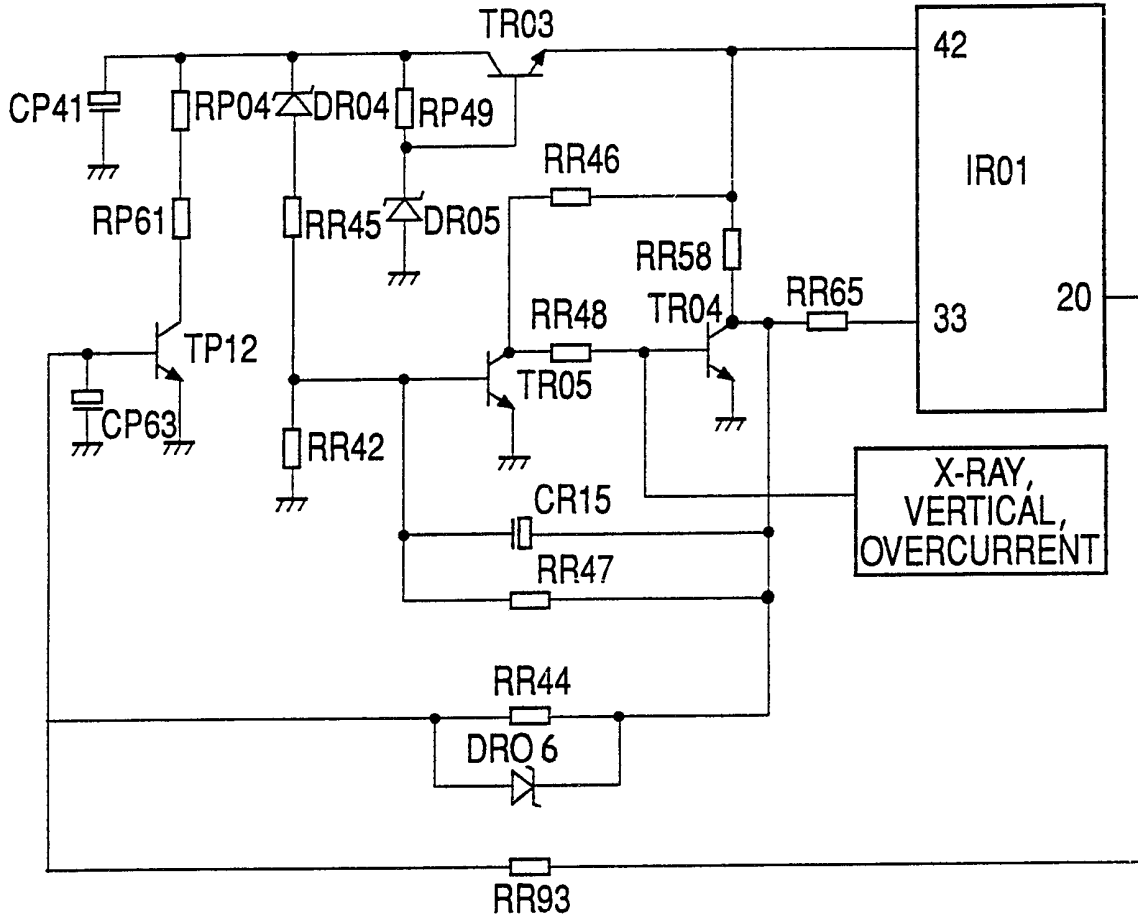 TR03
42
CP41
RP04
DR04
RP49
RR46
IR01
RP61
RR45
DR05
RR58
RR65
20
RR48
TR04
33
TP12
TR05
CP63
RR42
X-RAY,
VERTICAL,
OVERCURRENT
CR15
RR47
RR44
DRO 6
RR93